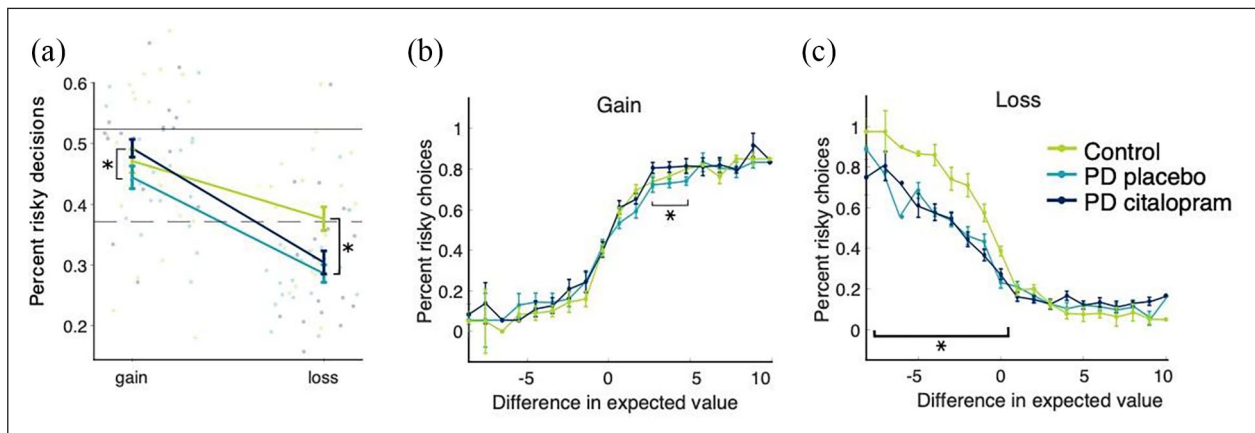 (a)
Percent risky decisions
0.6
0.5
0.4
0.3
0.2
*
*
gain
loss
(b)
Gain
Percent risky choices
1
0.8
0.6
0.4
0.2
0
*
-5
0
5
10
Difference in expected value
(c)
Loss
Percent risky choices
1
0.8
0.6
0.4
0.2
0
*
-5
0
5
10
Difference in expected value
Control
PD placebo
PD citalopram